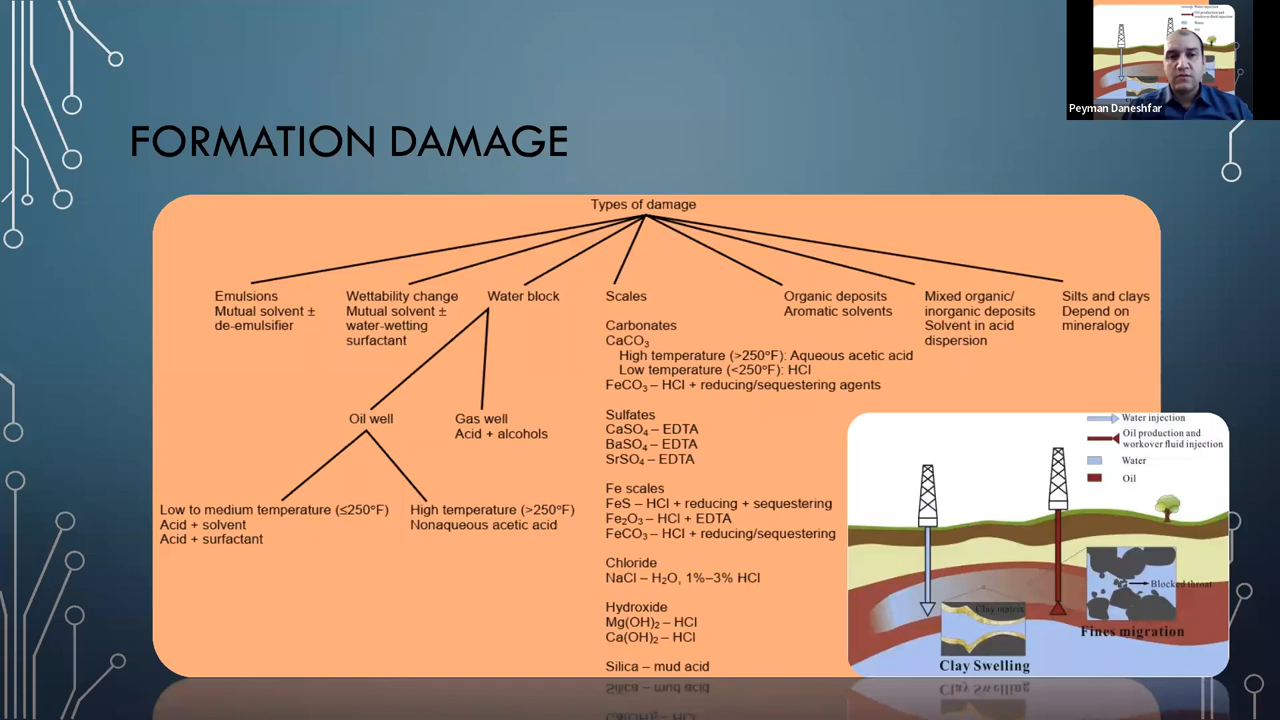 Peyman Daneshfar
FORMATION DAMAGE
Types of damage
Emulsions
Mutual solvent ±
de-emulsifier
Wettability change
Mutual solvent ±
water-wetting
surfactant
Water block
Oil well
Gas well
Acid + alcohols
Low to medium temperature (≤250°F)
Acid + solvent
Acid + surfactant
High temperature (>250°F)
Nonaqueous acetic acid
Scales
Carbonates
CaCO₃
High temperature (>250°F): Aqueous acetic acid
Low temperature (<250°F): HCl
FeCO₃ – HCl + reducing/sequestering agents
Sulfates
CaSO₄ – EDTA
BaSO₄ – EDTA
SrSO₄ – EDTA
Fe scales
FeS – HCl + reducing + sequestering
Fe₂O₃ – HCl + EDTA
FeCO₃ – HCl + reducing/sequestering
Chloride
NaCl – H₂O, 1%–3% HCl
Hydroxide
Mg(OH)₂ – HCl
Ca(OH)₂ – HCl
Silica – mud acid
Organic deposits
Aromatic solvents
Mixed organic/
inorganic deposits
Solvent in acid
dispersion
Silts and clays
Depend on
mineralogy
Water injection
Oil production and
workover fluid injection
Water
Oil
Blocked throat
Clay matrix
Fines migration
Clay Swelling